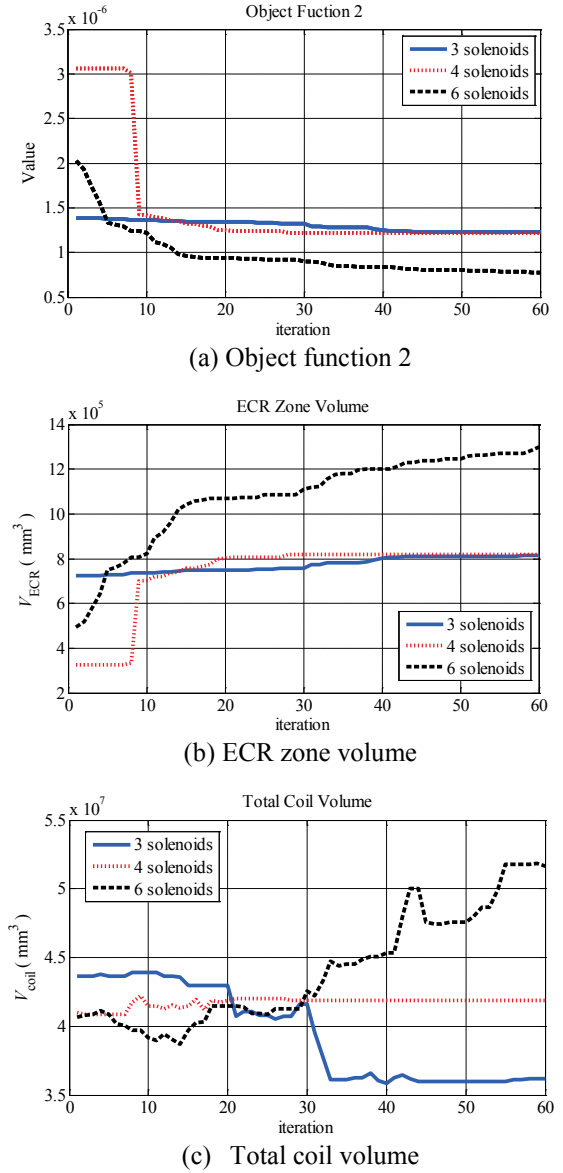 Object Fuction 2
x 10^-6
3.5
3
2.5
2
1.5
1
0.5
Value
3 solenoids
4 solenoids
6 solenoids
0 10 20 30 40 50 60
iteration
(a) Object function 2
ECR Zone Volume
x 10^5
14
12
10
8
6
4
2
V_ECR ( mm^3 )
3 solenoids
4 solenoids
6 solenoids
0 10 20 30 40 50 60
iteration
(b) ECR zone volume
Total Coil Volume
x 10^7
5.5
5
4.5
4
3.5
V_coil ( mm^3 )
3 solenoids
4 solenoids
6 solenoids
0 10 20 30 40 50 60
iteration
(c) Total coil volume